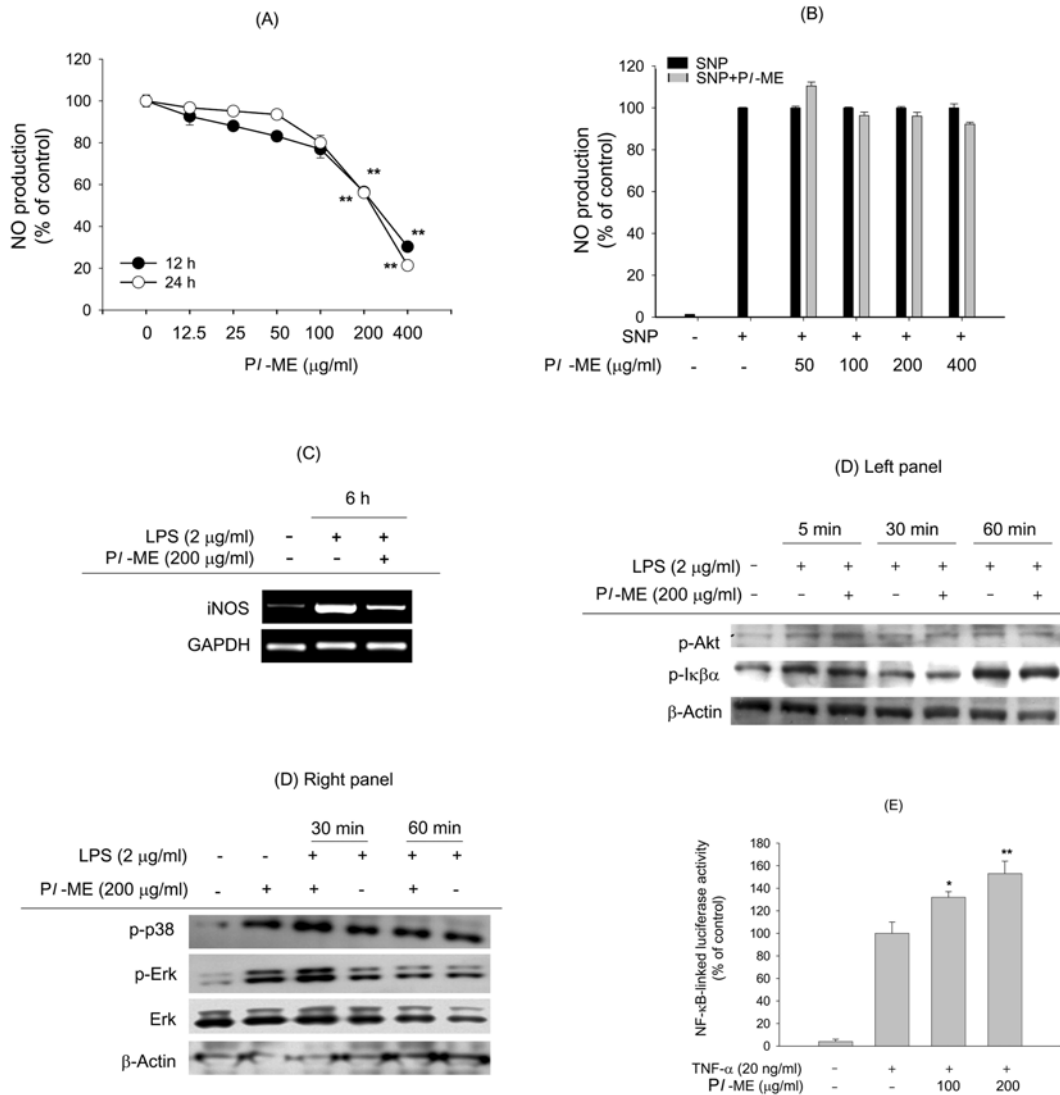 (A)
120
100
80
60
40
20
0
NO production
(% of control)
**
**
**
**
12 h
24 h
0 12.5 25 50 100 200 400
Pl -ME (μg/ml)
(B)
SNP
SNP+Pl-ME
120
100
80
60
40
20
0
NO production
(% of control)
SNP - + + + + +
Pl -ME (μg/ml) - - 50 100 200 400
(C)
6 h
LPS (2 μg/ml) - + +
Pl -ME (200 μg/ml) - - +
iNOS
GAPDH
(D) Left panel
5 min 30 min 60 min
LPS (2 μg/ml) - + + + + + +
Pl-ME (200 μg/ml) - - + - + - +
p-Akt
p-Iκβα
β-Actin
(D) Right panel
30 min 60 min
LPS (2 μg/ml) - - + + + +
Pl -ME (200 μg/ml) - + + - + -
p-p38
p-Erk
Erk
β-Actin
(E)
180
160
140
120
100
80
60
40
20
0
NF-κB-linked luciferase activity
(% of control)
*
**
TNF-α (20 ng/ml) - + + +
Pl -ME (μg/ml) - - 100 200